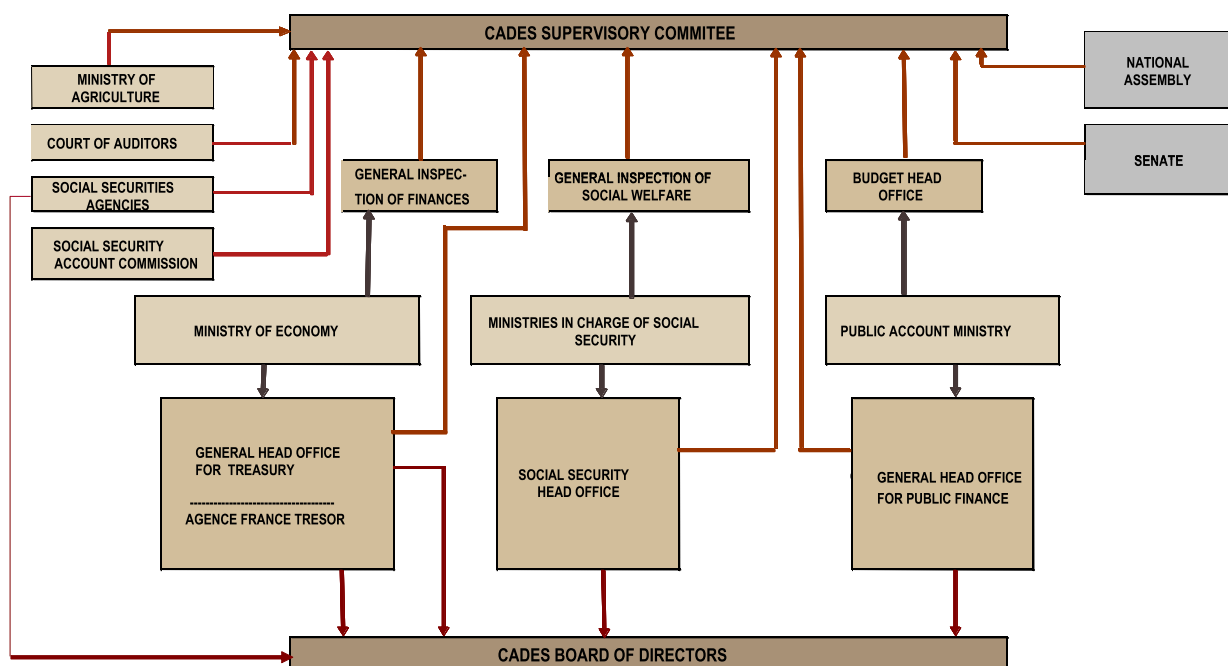 CADES SUPERVISORY COMMITEE
MINISTRY OF
AGRICULTURE
NATIONAL
ASSEMBLY
COURT OF AUDITORS
SENATE
GENERAL INSPEC-
TION OF FINANCES
GENERAL INSPECTION OF
SOCIAL WELFARE
BUDGET HEAD
OFFICE
SOCIAL SECURITIES
AGENCIES
SOCIAL SECURITY
ACCOUNT COMMISSION
MINISTRY OF ECONOMY
MINISTRIES IN CHARGE OF SOCIAL
SECURITY
PUBLIC ACCOUNT MINISTRY
GENERAL HEAD OFFICE
FOR TREASURY
------------------------------------
AGENCE FRANCE TRESOR
SOCIAL SECURITY
HEAD OFFICE
GENERAL HEAD OFFICE
FOR PUBLIC FINANCE
CADES BOARD OF DIRECTORS